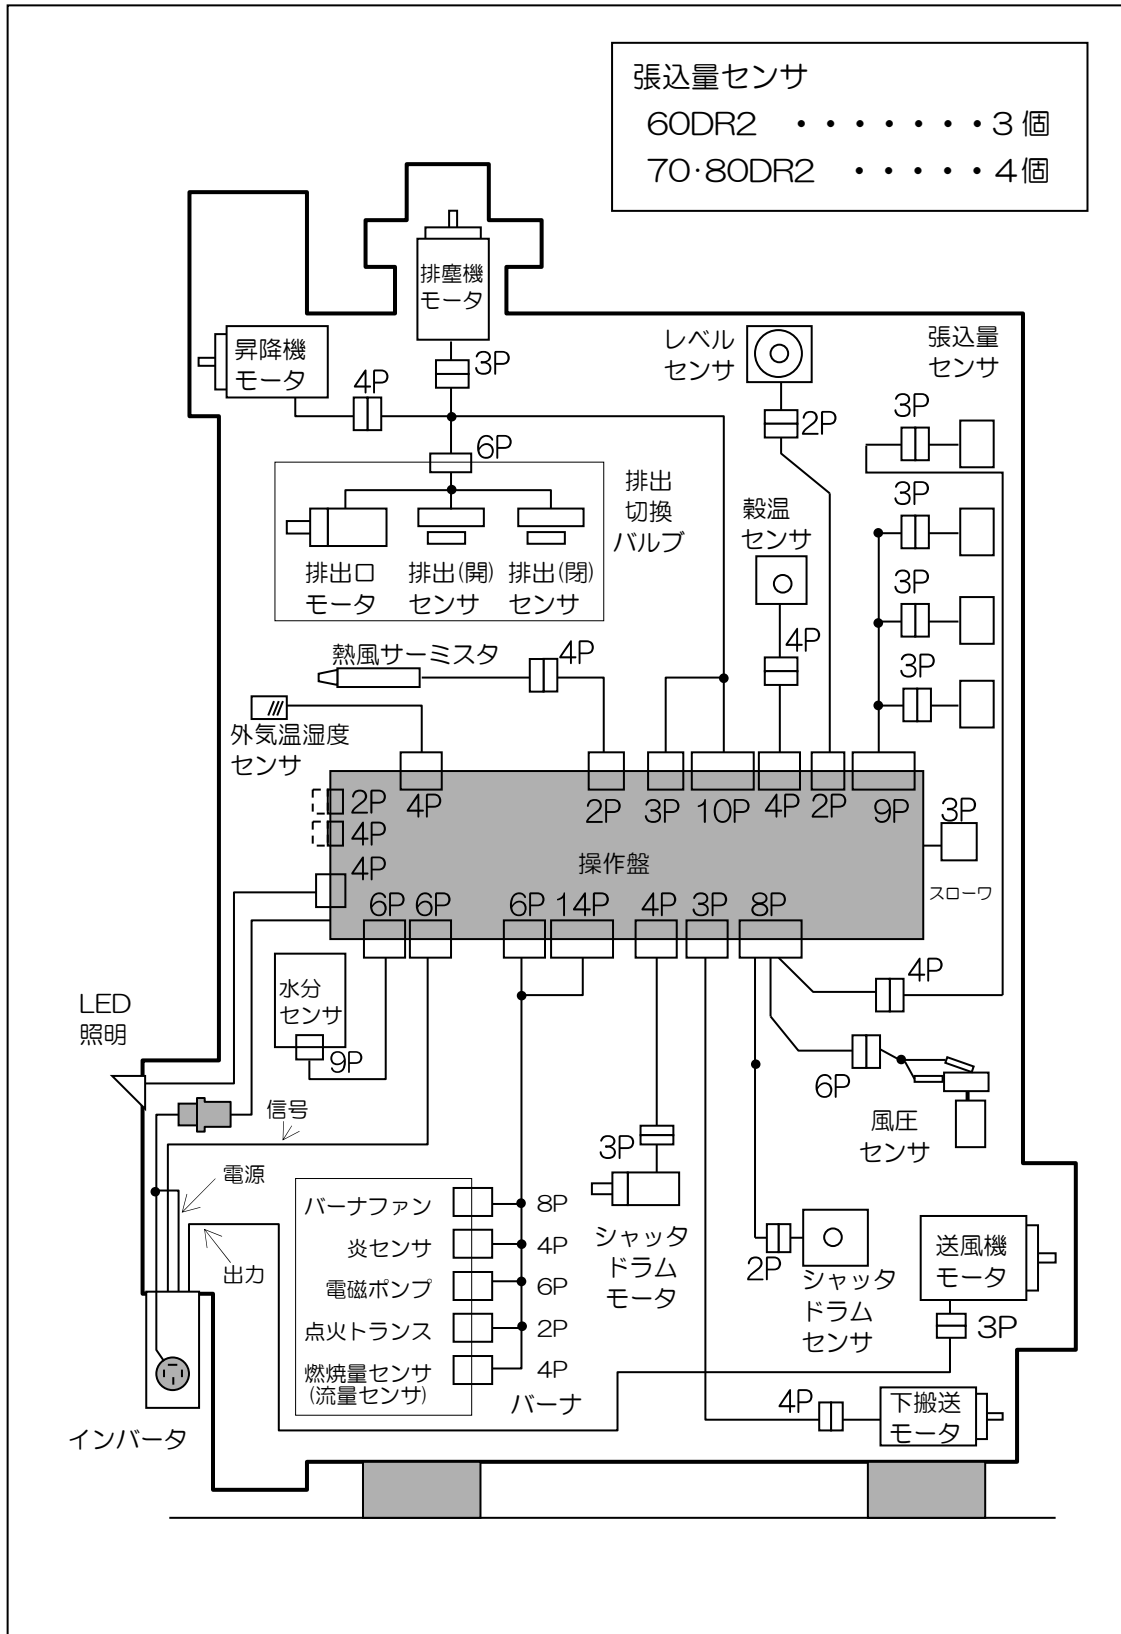 張込量センサ
60DR2 ・・・・・・・3個
70・80DR2 ・・・・・4個
排塵機
モータ
昇降機
モータ
3P
4P
6P
レベル
センサ
2P
張込量
センサ
3P
3P
3P
3P
排出
切換
バルブ
排出口
モータ
排出(開)
センサ
排出(閉)
センサ
穀温
センサ
4P
熱風サーミスタ
4P
外気温湿度
センサ
4P
2P
3P
10P
4P
2P
9P
2P
4P
4P
操作盤
3P
スローワ
6P
6P
6P
14P
4P
3P
8P
4P
水分
センサ
9P
LED
照明
信号
電源
出力
6P
風圧
センサ
3P
シャッタ
ドラム
モータ
バーナファン
8P
炎センサ
4P
電磁ポンプ
6P
点火トランス
2P
燃焼量センサ
(流量センサ)
4P
バーナ
2P
シャッタ
ドラム
センサ
送風機
モータ
3P
4P
下搬送
モータ
インバータ